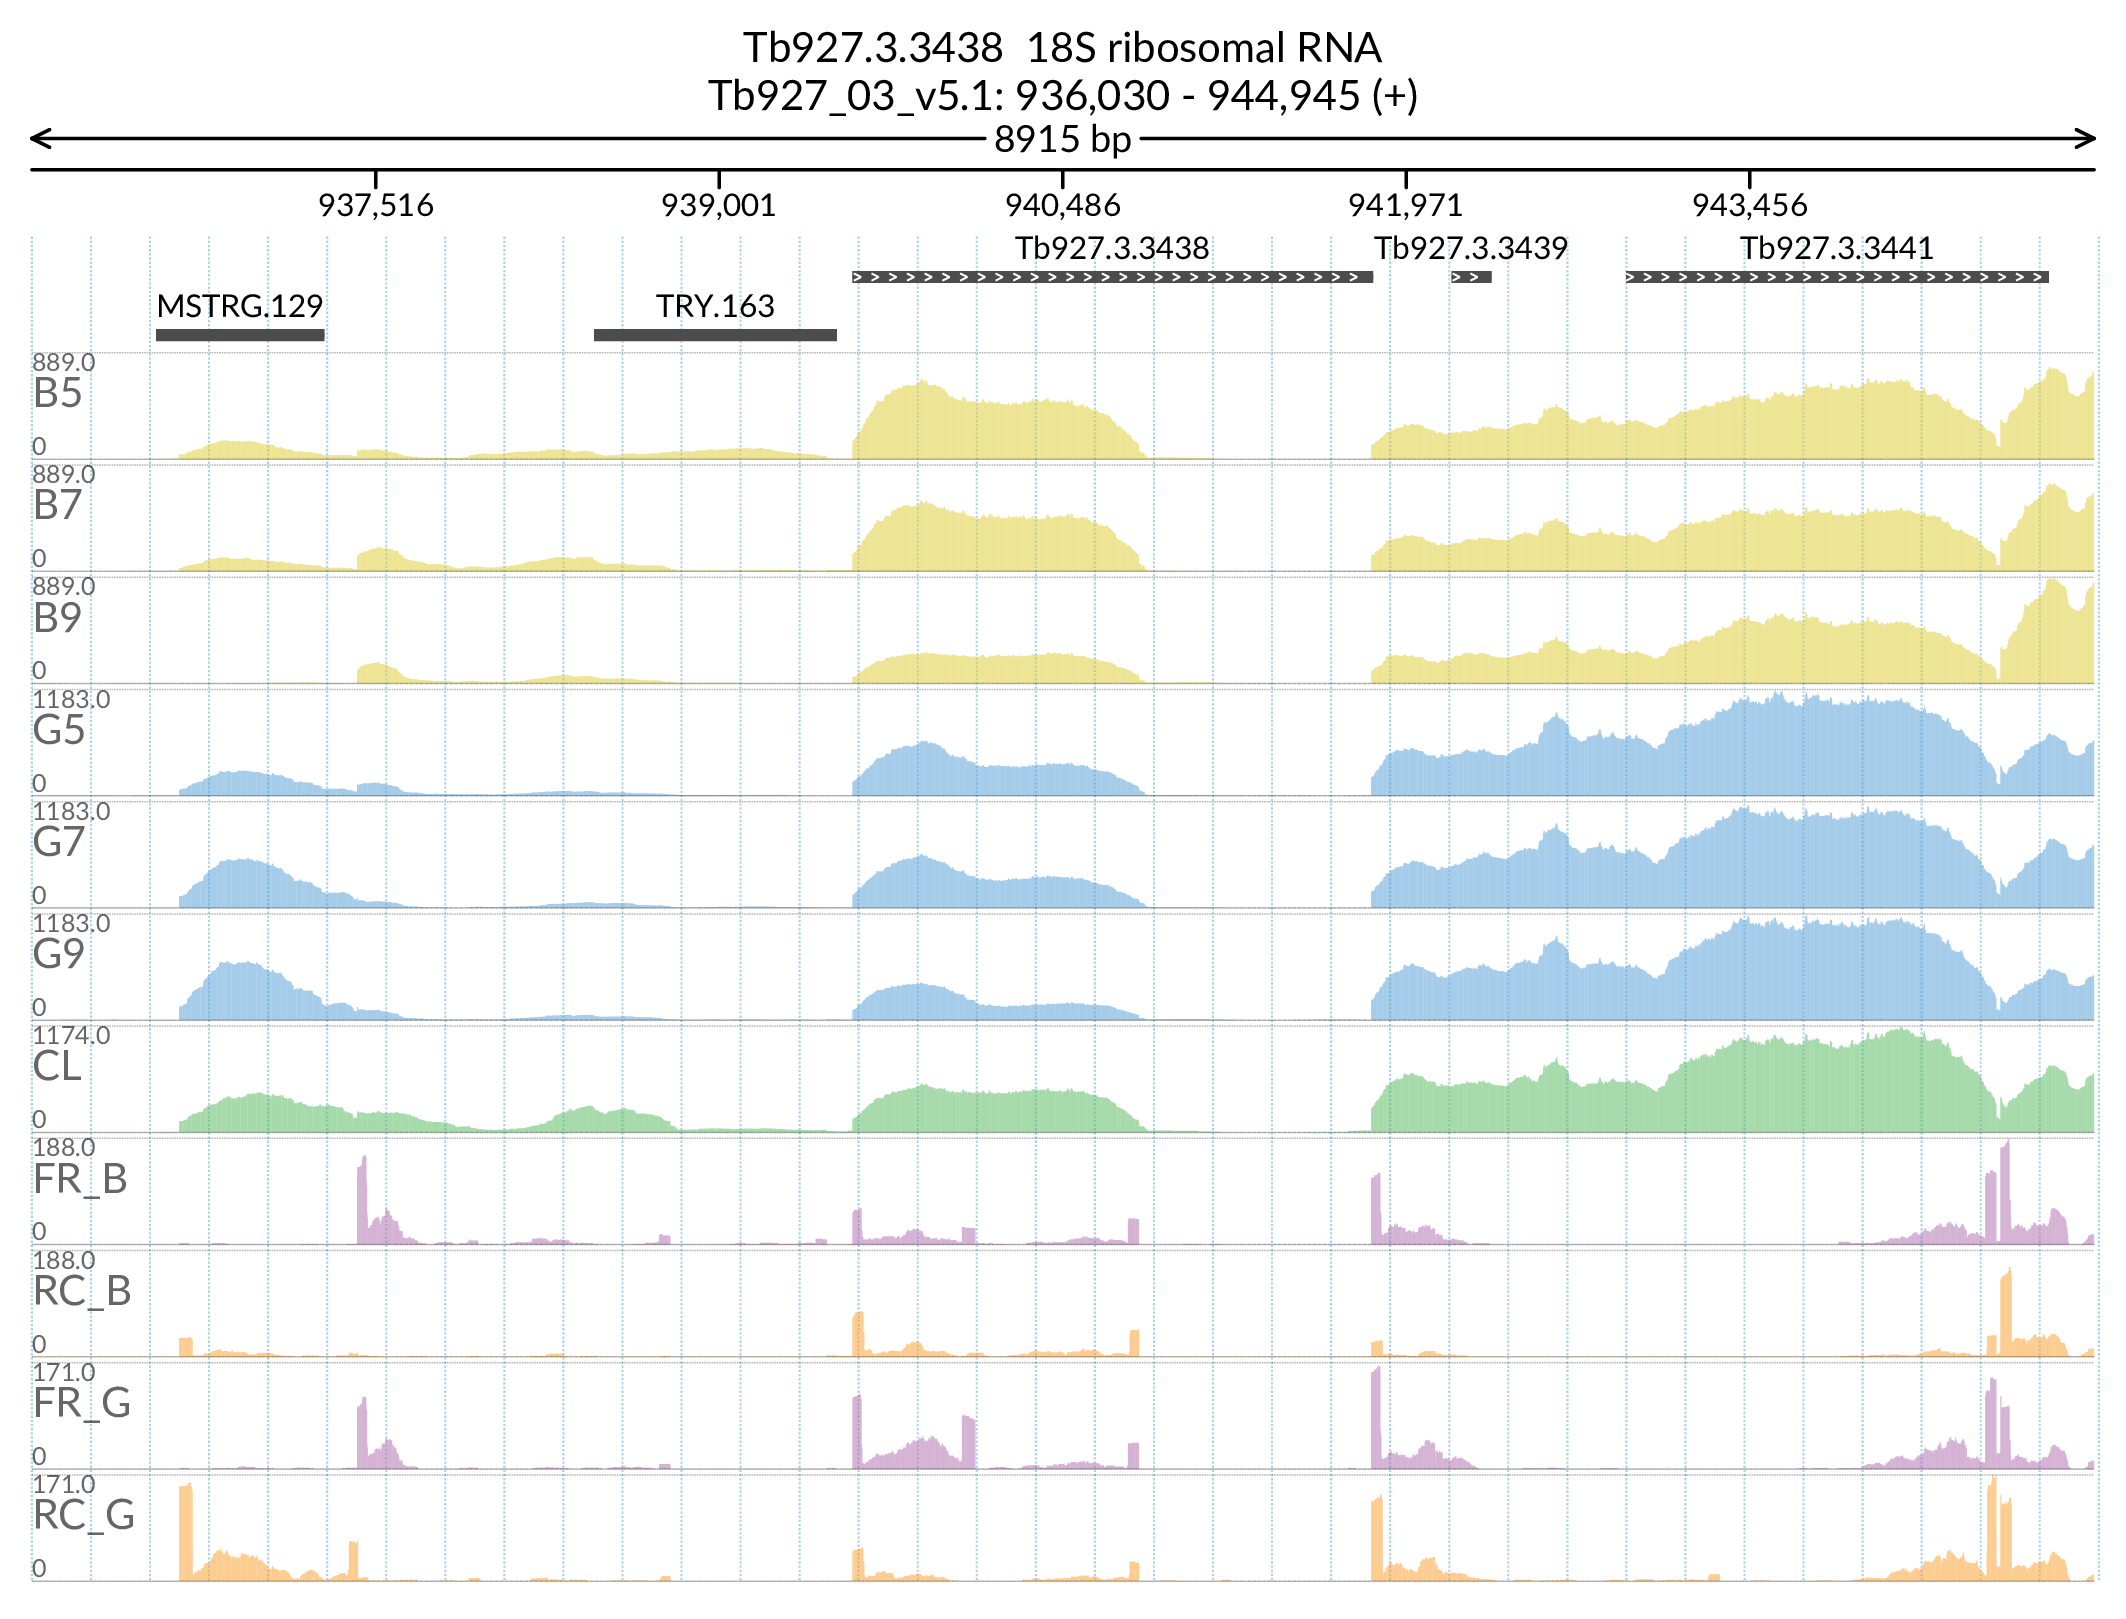 Tb927.3.3438 18S ribosomal RNA
Tb927_03_v5.1: 936,030 - 944,945 (+)
8915 bp
937,516 939,001 940,486 941,971 943,456
Tb927.3.3438 Tb927.3.3439 Tb927.3.3441
MSTRG.129 TRY.163
889.0
B5
0
889.0
B7
0
889.0
B9
0
1183.0
G5
0
1183.0
G7
0
1183.0
G9
0
1174.0
CL
0
188.0
FR_B
0
188.0
RC_B
0
171.0
FR_G
0
171.0
RC_G
0